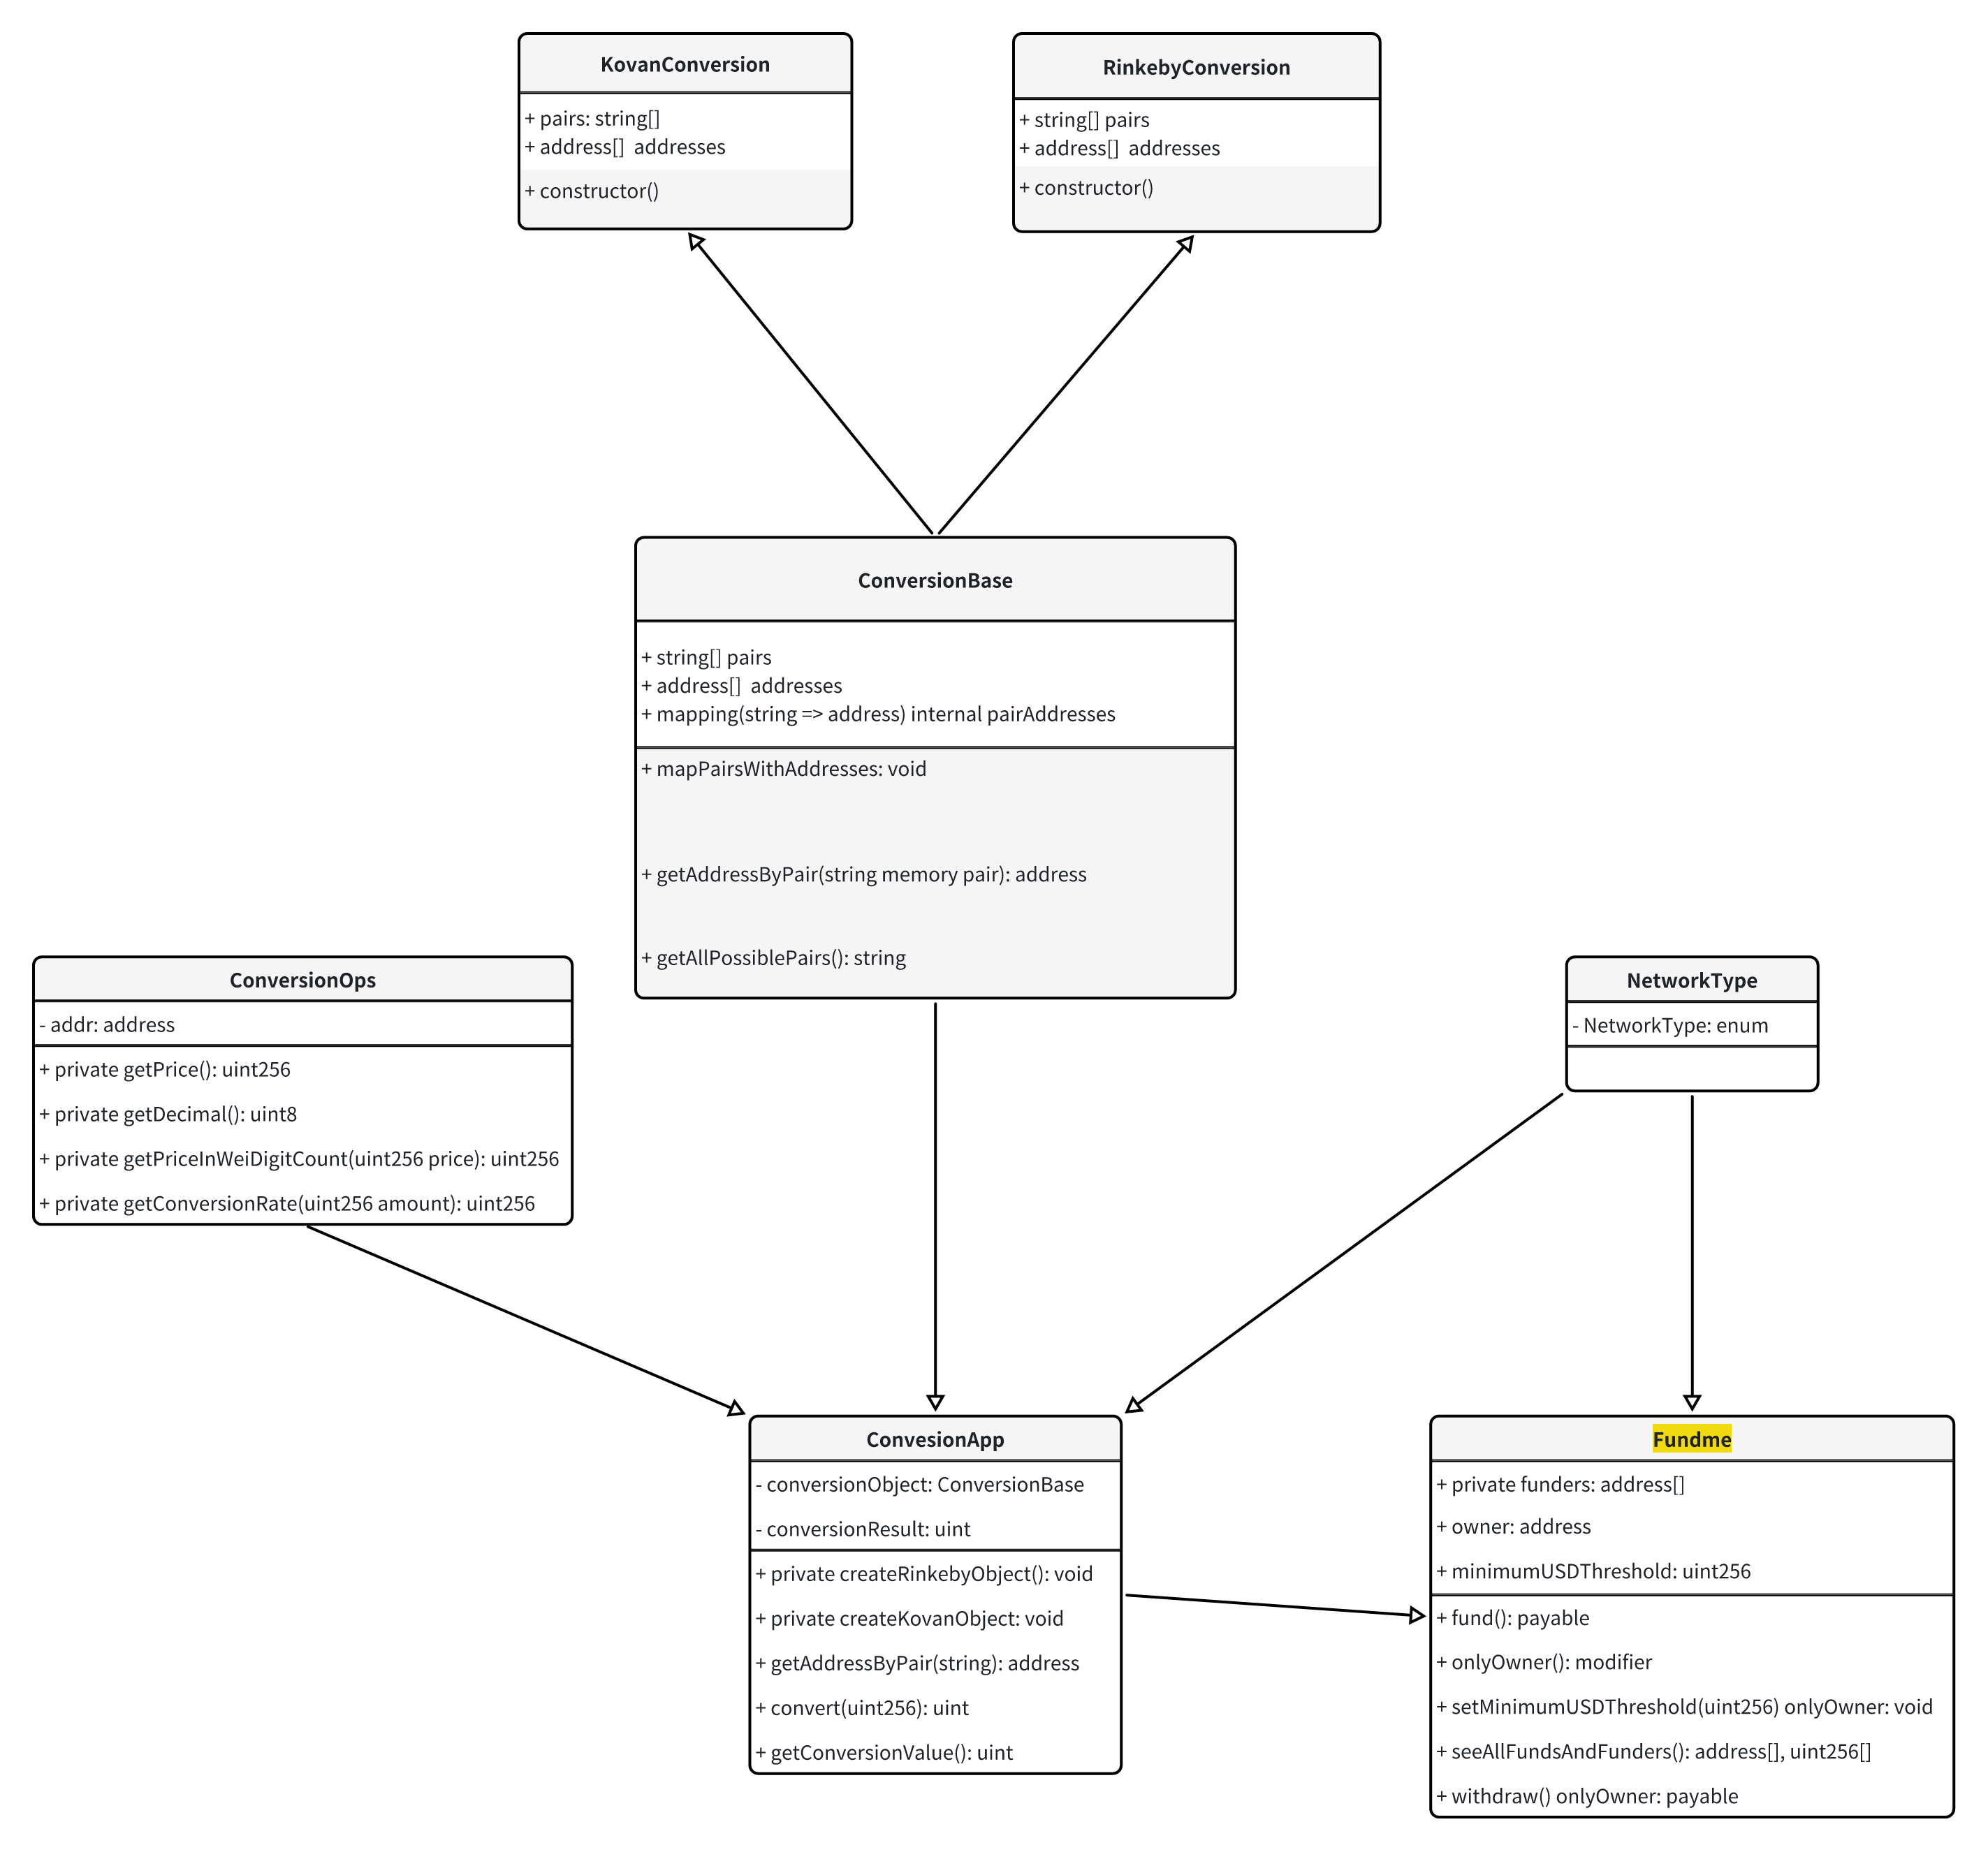 KovanConversion
+ pairs: string[]
+ address[]  addresses
+ constructor()
RinkebyConversion
+ string[] pairs
+ address[]  addresses
+ constructor()
ConversionBase
+ string[] pairs
+ address[]  addresses
+ mapping(string => address) internal pairAddresses
+ mapPairsWithAddresses: void
+ getAddressByPair(string memory pair): address
+ getAllPossiblePairs(): string
ConversionOps
- addr: address
+ private getPrice(): uint256
+ private getDecimal(): uint8
+ private getPriceInWeiDigitCount(uint256 price): uint256
+ private getConversionRate(uint256 amount): uint256
NetworkType
- NetworkType: enum
ConvesionApp
- conversionObject: ConversionBase
- conversionResult: uint
+ private createRinkebyObject(): void
+ private createKovanObject: void
+ getAddressByPair(string): address
+ convert(uint256): uint
+ getConversionValue(): uint
Fundme
+ private funders: address[]
+ owner: address
+ minimumUSDThreshold: uint256
+ fund(): payable
+ onlyOwner(): modifier
+ setMinimumUSDThreshold(uint256) onlyOwner: void
+ seeAllFundsAndFunders(): address[], uint256[]
+ withdraw() onlyOwner: payable